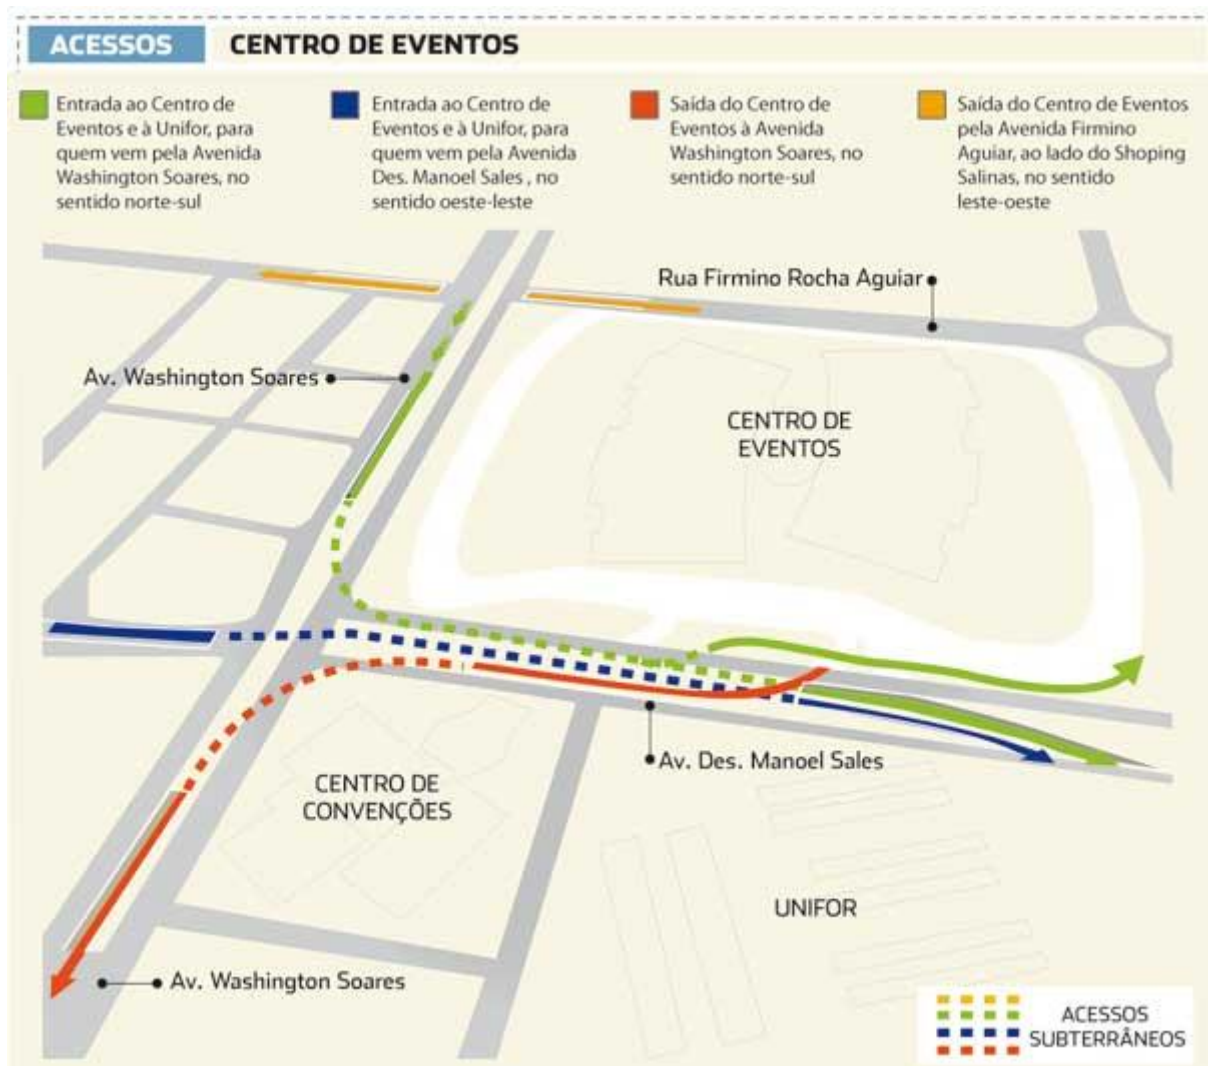 ACESSOS CENTRO DE EVENTOS
Entrada ao Centro de
Eventos e à Unifor, para
quem vem pela Avenida
Washington Soares, no
sentido norte-sul
Entrada ao Centro de
Eventos e à Unifor, para
quem vem pela Avenida
Des. Manoel Sales , no
sentido oeste-leste
Saída do Centro de
Eventos à Avenida
Washington Soares, no
sentido norte-sul
Saída do Centro de Eventos
pela Avenida Firmino
Aguiar, ao lado do Shoping
Salinas, no sentido
leste-oeste
Rua Firmino Rocha Aguiar
Av. Washington Soares
CENTRO DE
EVENTOS
Av. Des. Manoel Sales
CENTRO DE
CONVENÇÕES
UNIFOR
Av. Washington Soares
ACESSOS
SUBTERRÂNEOS